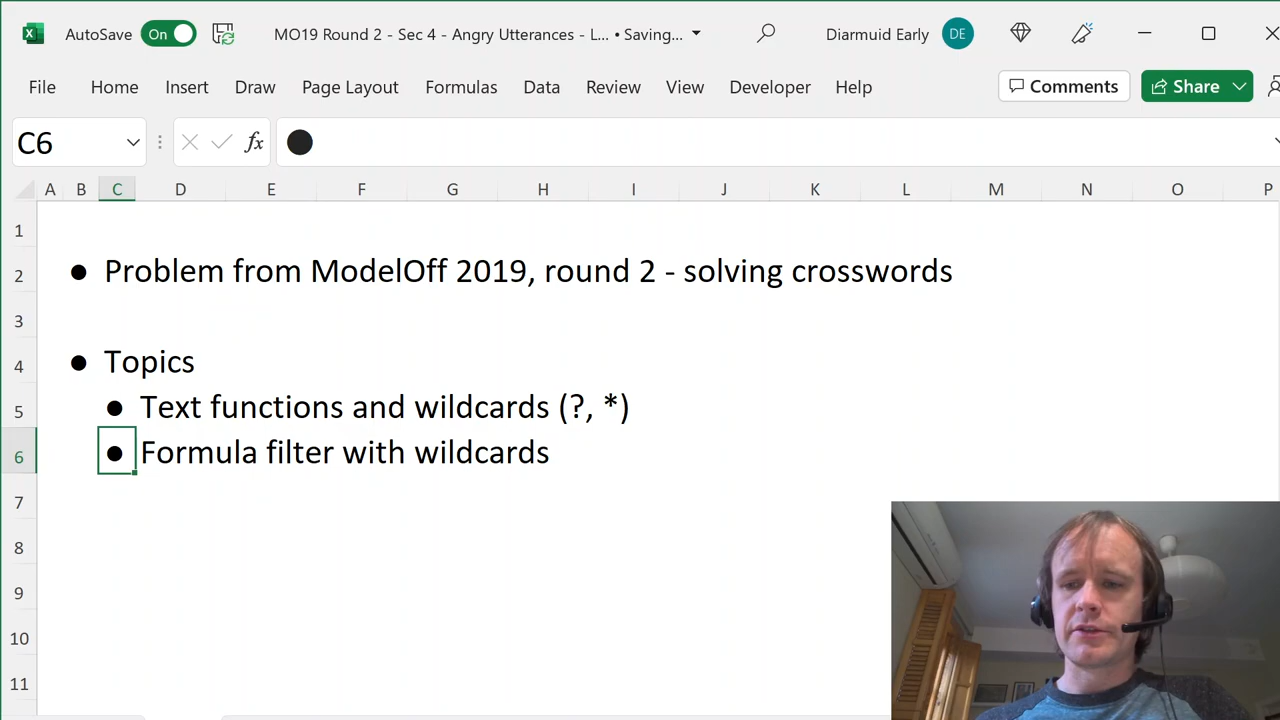 AutoSave On MO19 Round 2 - Sec 4 - Angry Utterances - L... • Saving... Diarmuid Early DE
File Home Insert Draw Page Layout Formulas Data Review View Developer Help Comments Share
C6 fx ●
A B C D E F G H I J K L M N O P
1
2 ● Problem from ModelOff 2019, round 2 - solving crosswords
3
4 ● Topics
5 ● Text functions and wildcards (?, *)
6 ● Formula filter with wildcards
7
8
9
10
11